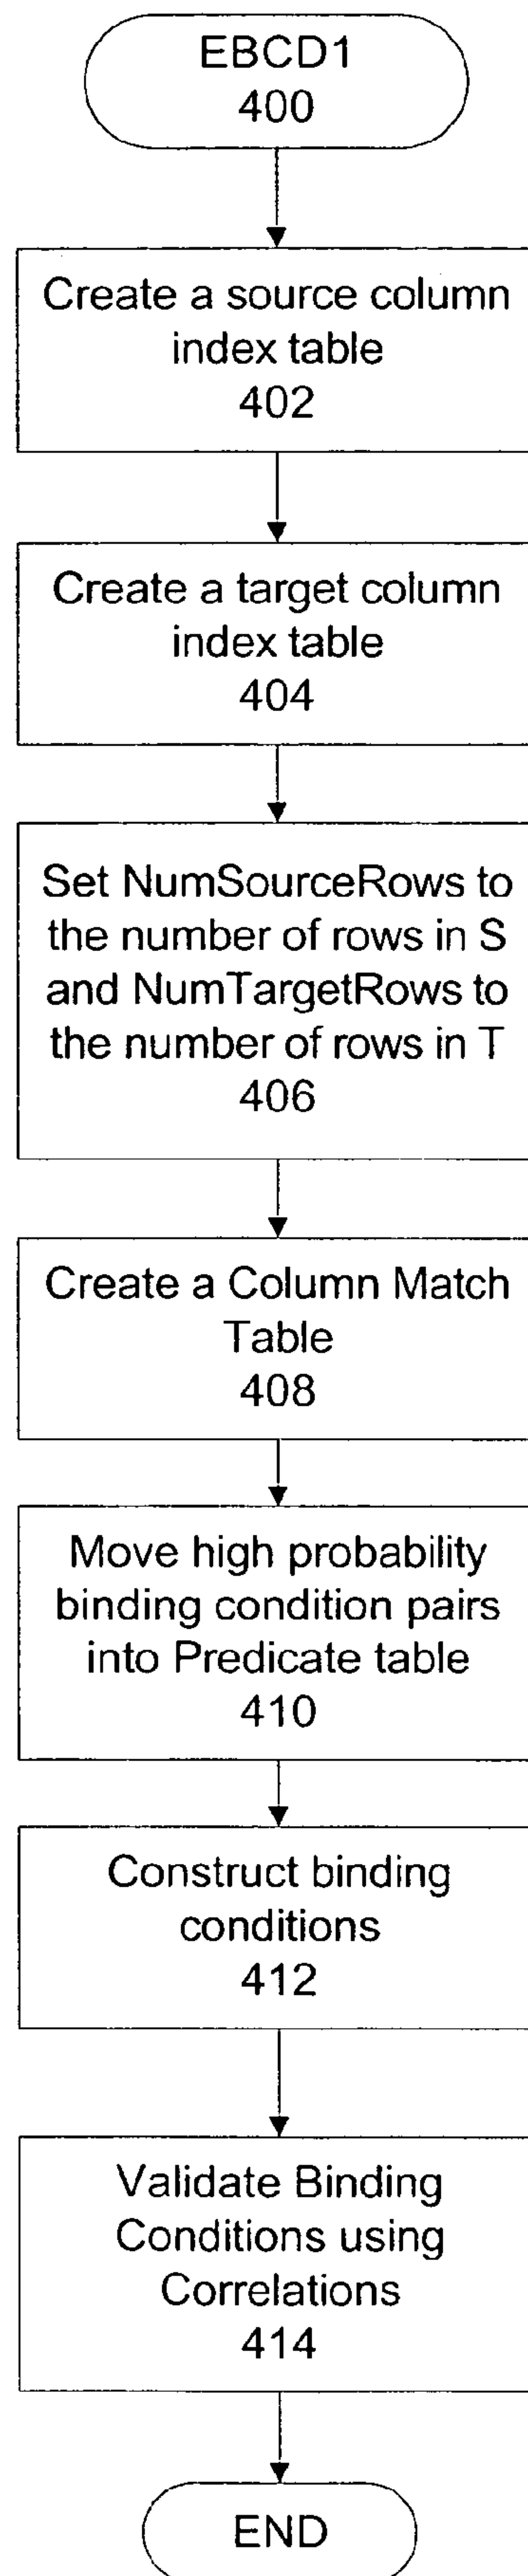 EBCD1
400
Create a source column
index table
402
Create a target column
index table
404
Set NumSourceRows to
the number of rows in S
and NumTargetRows to
the number of rows in T
406
Create a Column Match
Table
408
Move high probability
binding condition pairs
into Predicate table
410
Construct binding
conditions
412
Validate Binding
Conditions using
Correlations
414
END